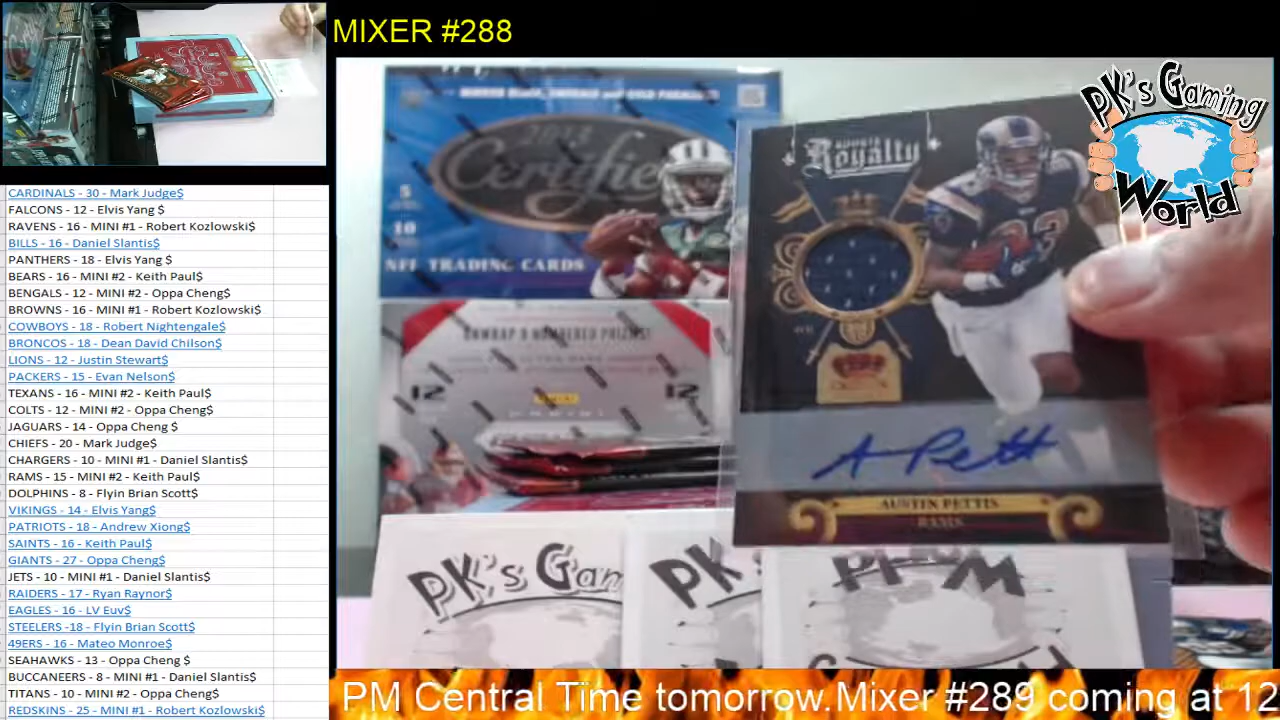 MIXER #288
CARDINALS - 30 - Mark Judge$
FALCONS - 12 - Elvis Yang $
RAVENS - 16 - MINI #1 - Robert Kozlowski$
BILLS - 16 - Daniel Slantis$
PANTHERS - 18 - Elvis Yang $
BEARS - 16 - MINI #2 - Keith Paul$
BENGALS - 12 - MINI #2 - Oppa Cheng$
BROWNS - 16 - MINI #1 - Robert Kozlowski$
COWBOYS - 18 - Robert Nightengale$
BRONCOS - 18 - Dean David Chilson$
LIONS - 12 - Justin Stewart$
PACKERS - 15 - Evan Nelson$
TEXANS - 16 - MINI #2 - Keith Paul$
COLTS - 12 - MINI #2 - Oppa Cheng$
JAGUARS - 14 - Oppa Cheng $
CHIEFS - 20 - Mark Judge$
CHARGERS - 10 - MINI #1 - Daniel Slantis$
RAMS - 15 - MINI #2 - Keith Paul$
DOLPHINS - 8 - Flyin Brian Scott$
VIKINGS - 14 - Elvis Yang$
PATRIOTS - 18 - Andrew Xiong$
SAINTS - 16 - Keith Paul$
GIANTS - 27 - Oppa Cheng$
JETS - 10 - MINI #1 - Daniel Slantis$
RAIDERS - 17 - Ryan Raynor$
EAGLES - 16 - LV Euv$
STEELERS -18 - Flyin Brian Scott$
49ERS - 16 - Mateo Monroe$
SEAHAWKS - 13 - Oppa Cheng $
BUCCANEERS - 8 - MINI #1 - Daniel Slantis$
TITANS - 10 - MINI #2 - Oppa Cheng$
REDSKINS - 25 - MINI #1 - Robert Kozlowski$
5
10
NFL TRADING CARDS
Royalty
A Pett
AUSTIN PETTIS
RAMS
PK's Gaming
World
PK's Gam
PK
PM Central Time tomorrow.Mixer #289 coming at 12